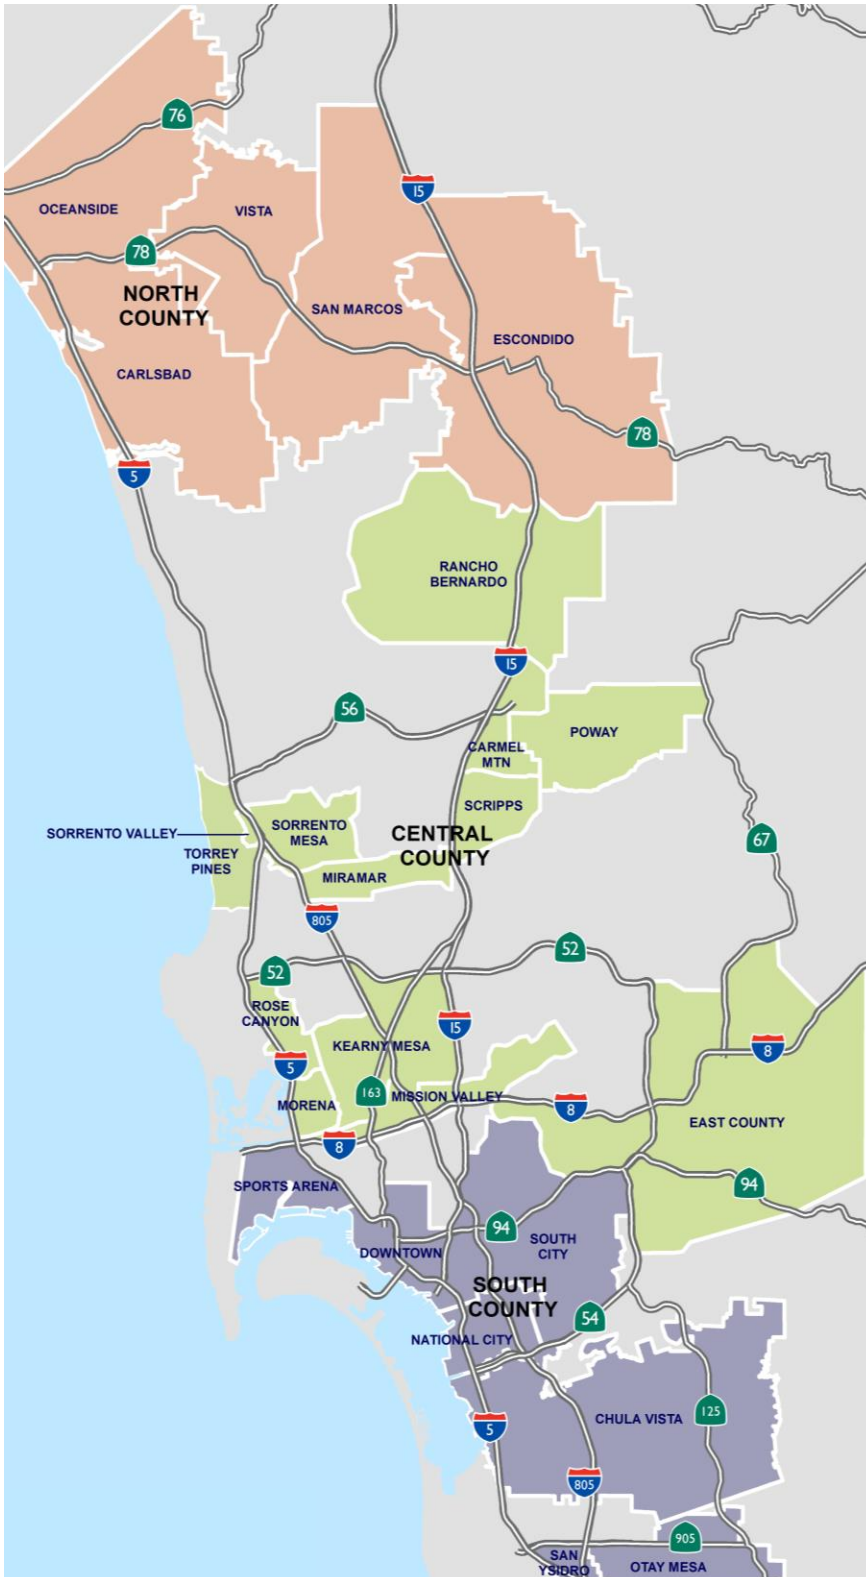 76
15
OCEANSIDE
VISTA
78
NORTH
COUNTY
SAN MARCOS
ESCONDIDO
CARLSBAD
78
5
RANCHO
BERNARDO
15
56
POWAY
CARMEL
MTN
SCRIPPS
SORRENTO VALLEY
SORRENTO
MESA
CENTRAL
COUNTY
67
TORREY
PINES
MIRAMAR
805
52
52
ROSE
CANYON
15
KEARNY MESA
8
5
163
MISSION VALLEY
MORENA
8
EAST COUNTY
8
SPORTS ARENA
94
94
SOUTH
CITY
DOWNTOWN
SOUTH
COUNTY
54
NATIONAL CITY
125
CHULA VISTA
5
805
905
SAN
YSIDRO
OTAY MESA